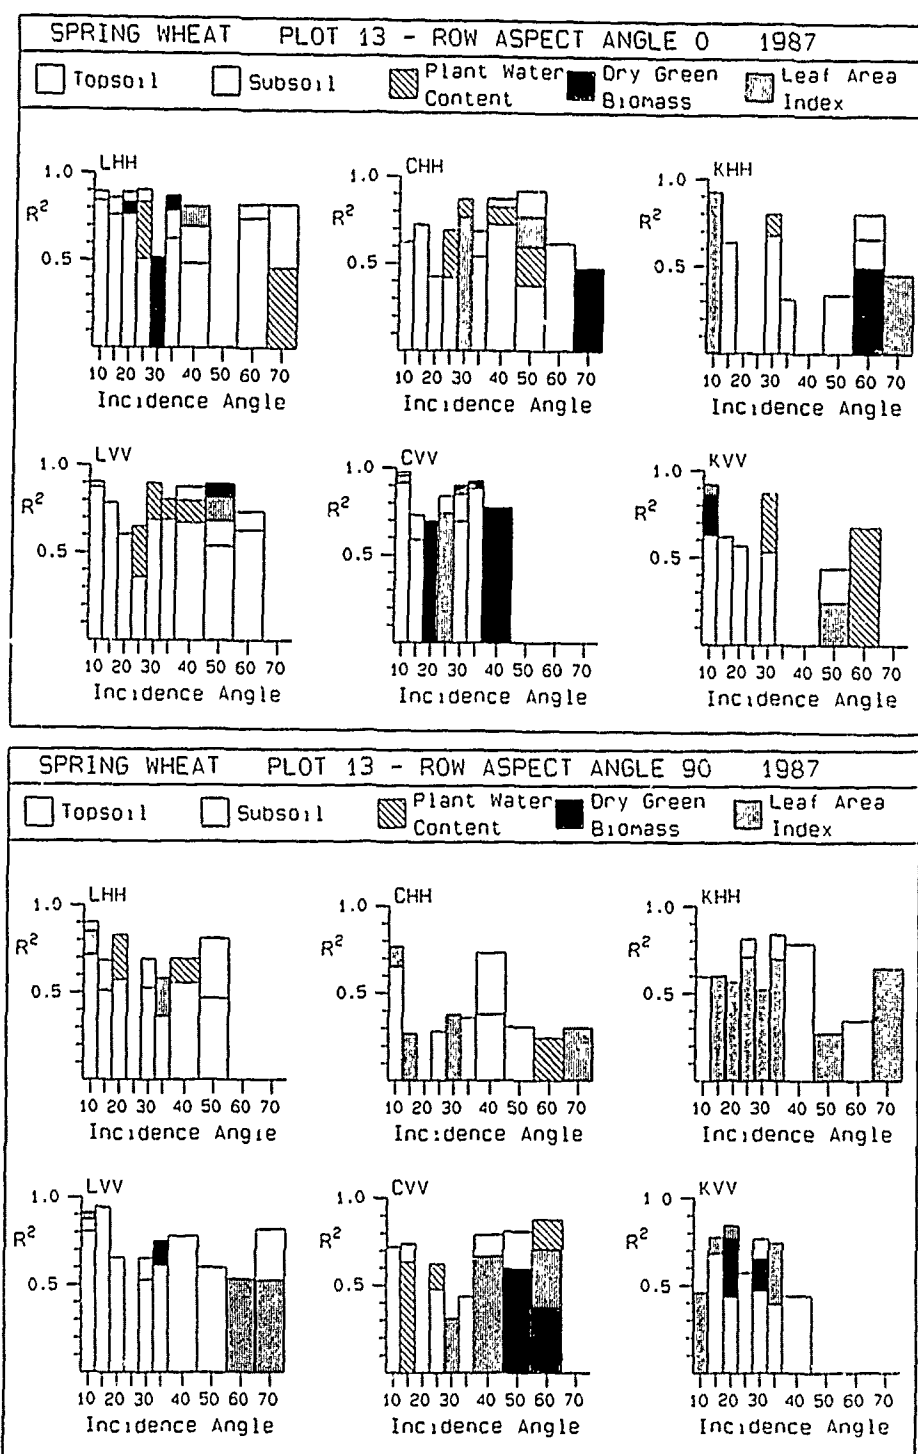 SPRING WHEAT PLOT 13 - ROW ASPECT ANGLE 0 1987
Topsoil Subsoil Plant Water Content Dry Green Biomass Leaf Area Index
LHH CHH KHH
1.0 1.0 1.0
R² R² R²
0.5 0.5 0.5
10 20 30 40 50 60 70 10 20 30 40 50 60 70 10 20 30 40 50 60 70
Incidence Angle Incidence Angle Incidence Angle
LVV CVV KVV
1.0 1.0 1.0
R² R² R²
0.5 0.5 0.5
10 20 30 40 50 60 70 10 20 30 40 50 60 70 10 20 30 40 50 60 70
Incidence Angle Incidence Angle Incidence Angle
SPRING WHEAT PLOT 13 - ROW ASPECT ANGLE 90 1987
Topsoil Subsoil Plant Water Content Dry Green Biomass Leaf Area Index
LHH CHH KHH
1.0 1.0 1.0
R² R² R²
0.5 0.5 0.5
10 20 30 40 50 60 70 10 20 30 40 50 60 70 10 20 30 40 50 60 70
Incidence Angle Incidence Angle Incidence Angle
LVV CVV KVV
1.0 1.0 1.0
R² R² R²
0.5 0.5 0.5
10 20 30 40 50 60 70 10 20 30 40 50 60 70 10 20 30 40 50 60 70
Incidence Angle Incidence Angle Incidence Angle